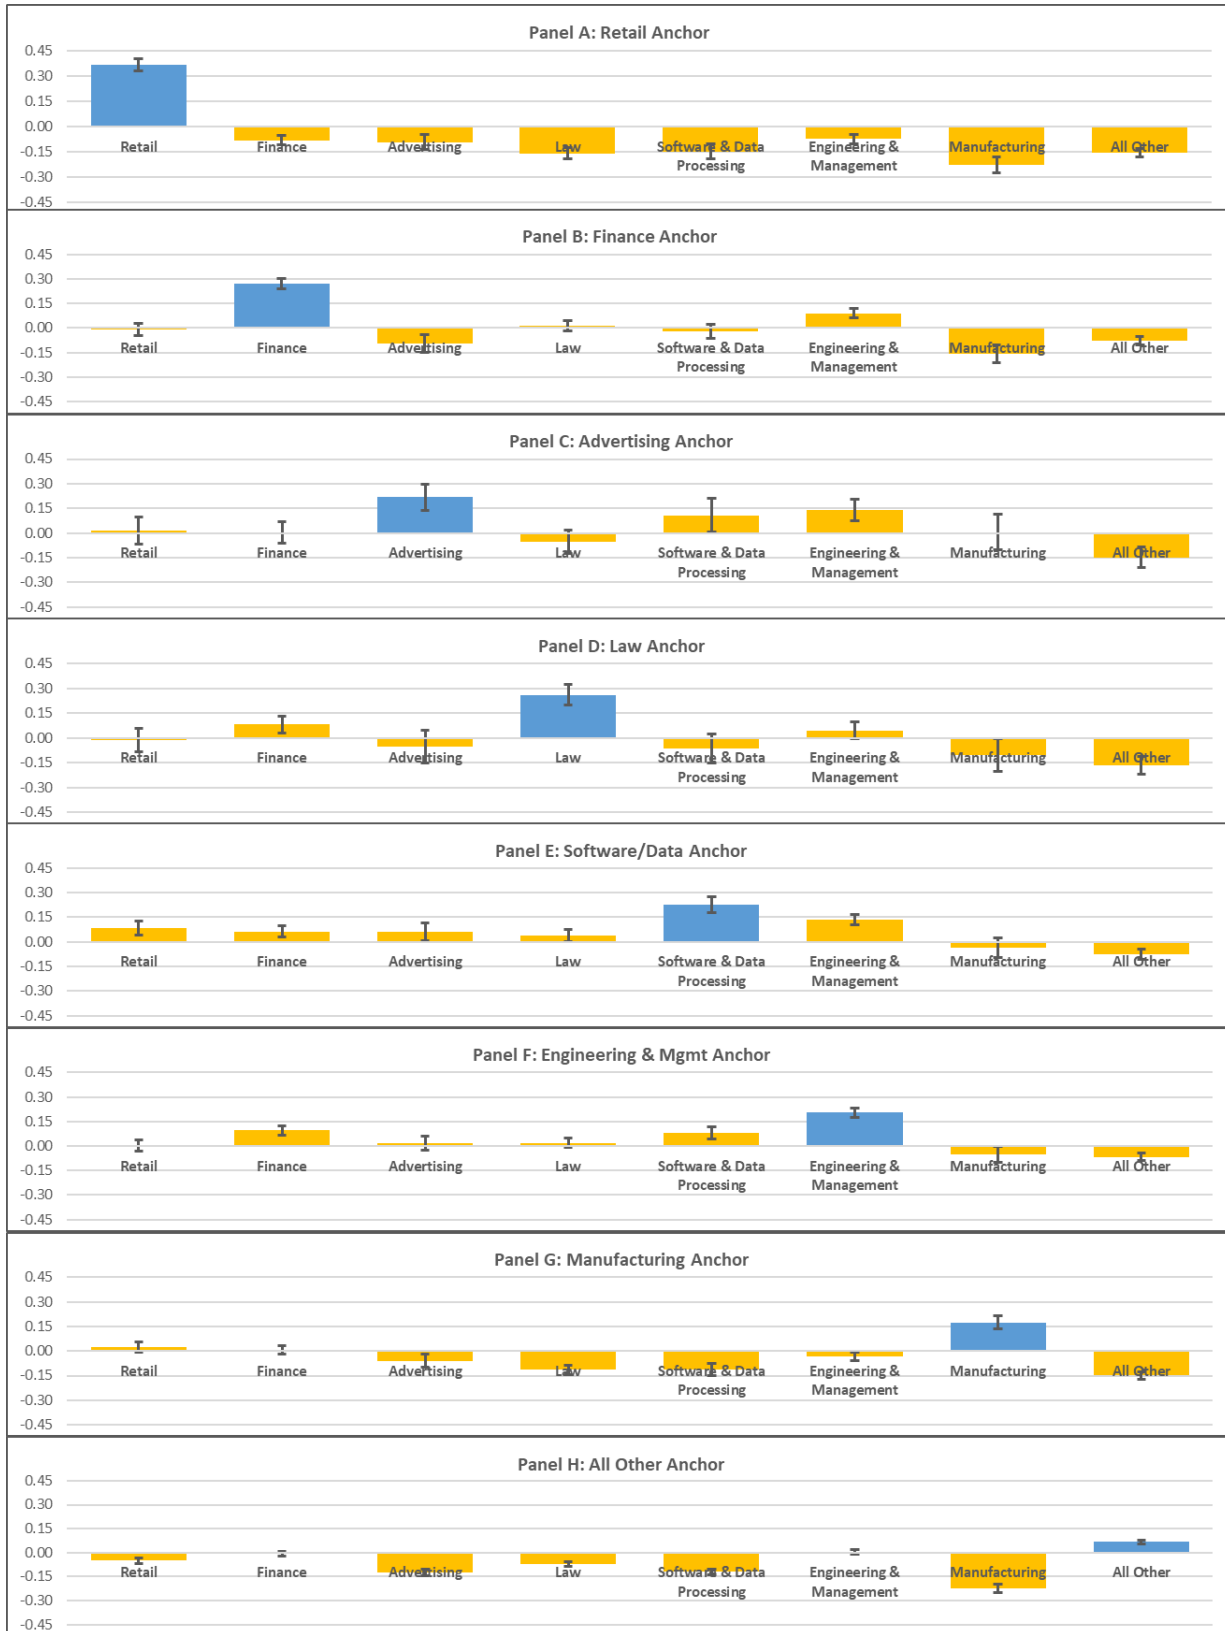 Panel A: Retail Anchor
0.45
0.30
0.15
0.00
-0.15
-0.30
-0.45
Retail Finance Advertising Law Software & Data Engineering & Manufacturing All Other
Processing Management
Panel B: Finance Anchor
0.45
0.30
0.15
0.00
-0.15
-0.30
-0.45
Retail Finance Advertising Law Software & Data Engineering & Manufacturing All Other
Processing Management
Panel C: Advertising Anchor
0.45
0.30
0.15
0.00
-0.15
-0.30
-0.45
Retail Finance Advertising Law Software & Data Engineering & Manufacturing All Other
Processing Management
Panel D: Law Anchor
0.45
0.30
0.15
0.00
-0.15
-0.30
-0.45
Retail Finance Advertising Law Software & Data Engineering & Manufacturing All Other
Processing Management
Panel E: Software/Data Anchor
0.45
0.30
0.15
0.00
-0.15
-0.30
-0.45
Retail Finance Advertising Law Software & Data Engineering & Manufacturing All Other
Processing Management
Panel F: Engineering & Mgmt Anchor
0.45
0.30
0.15
0.00
-0.15
-0.30
-0.45
Retail Finance Advertising Law Software & Data Engineering & Manufacturing All Other
Processing Management
Panel G: Manufacturing Anchor
0.45
0.30
0.15
0.00
-0.15
-0.30
-0.45
Retail Finance Advertising Law Software & Data Engineering & Manufacturing All Other
Processing Management
Panel H: All Other Anchor
0.45
0.30
0.15
0.00
-0.15
-0.30
-0.45
Retail Finance Advertising Law Software & Data Engineering & Manufacturing All Other
Processing Management